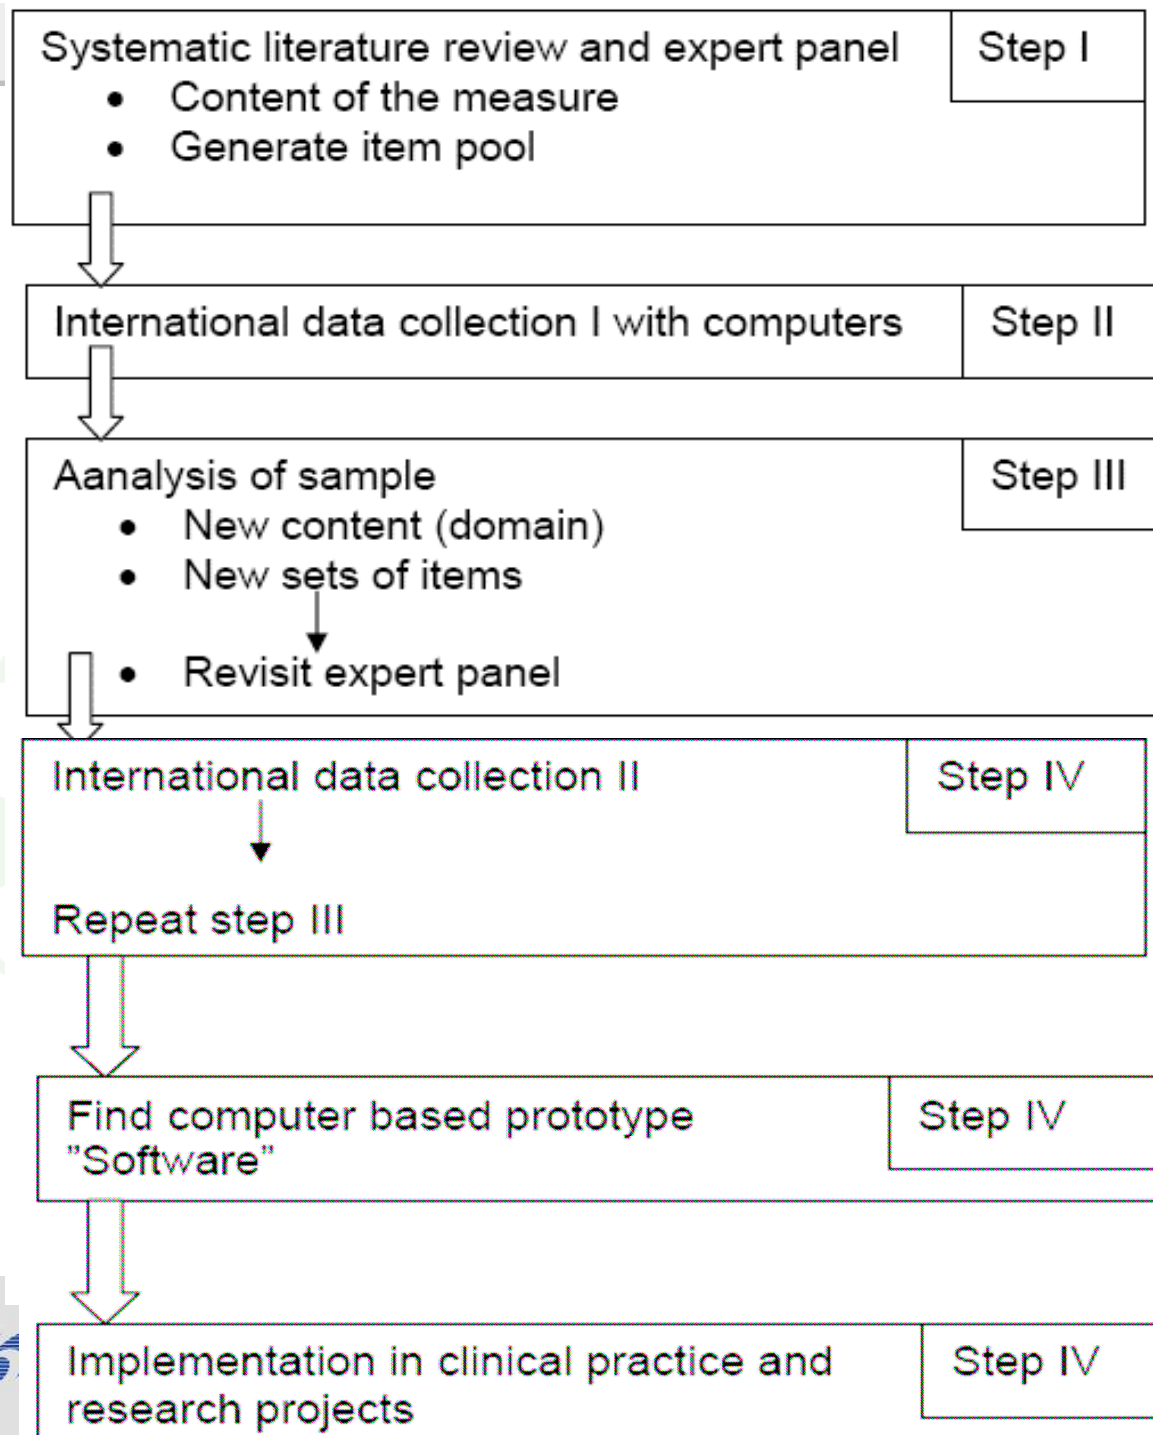 Systematic literature review and expert panel
Step I
• Content of the measure
• Generate item pool
International data collection I with computers
Step II
Aanalysis of sample
Step III
• New content (domain)
• New sets of items
• Revisit expert panel
International data collection II
Step IV
Repeat step III
Find computer based prototype
Step IV
"Software"
Implementation in clinical practice and
Step IV
research projects